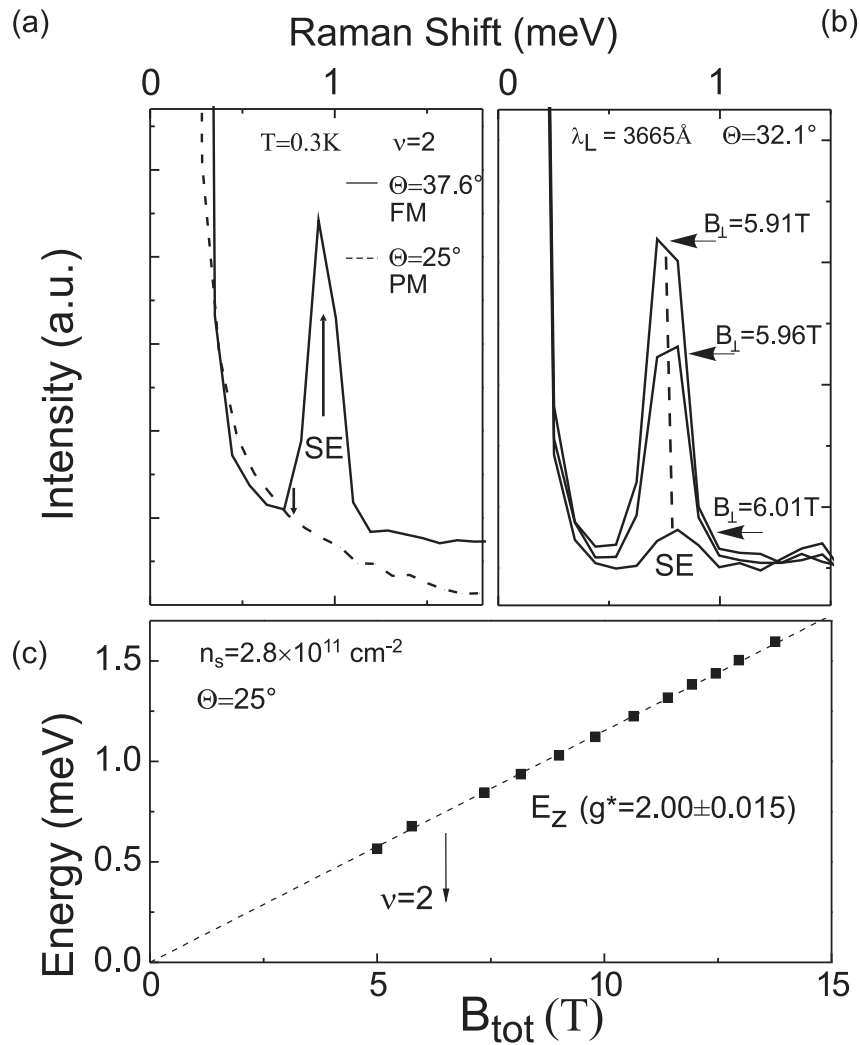 (a)
Raman Shift (meV)
(b)
0 1
0 1
T=0.3K ν=2
Θ=37.6°
FM
Θ=25°
PM
SE
Intensity (a.u.)
λL = 3665Å Θ=32.1°
B⊥=5.91T
B⊥=5.96T
B⊥=6.01T
SE
(c)
ns=2.8×10¹¹ cm⁻²
Θ=25°
EZ (g*=2.00±0.015)
ν=2
Energy (meV)
1.5
1.0
0.5
0.0
0 5 10 15
Btot (T)